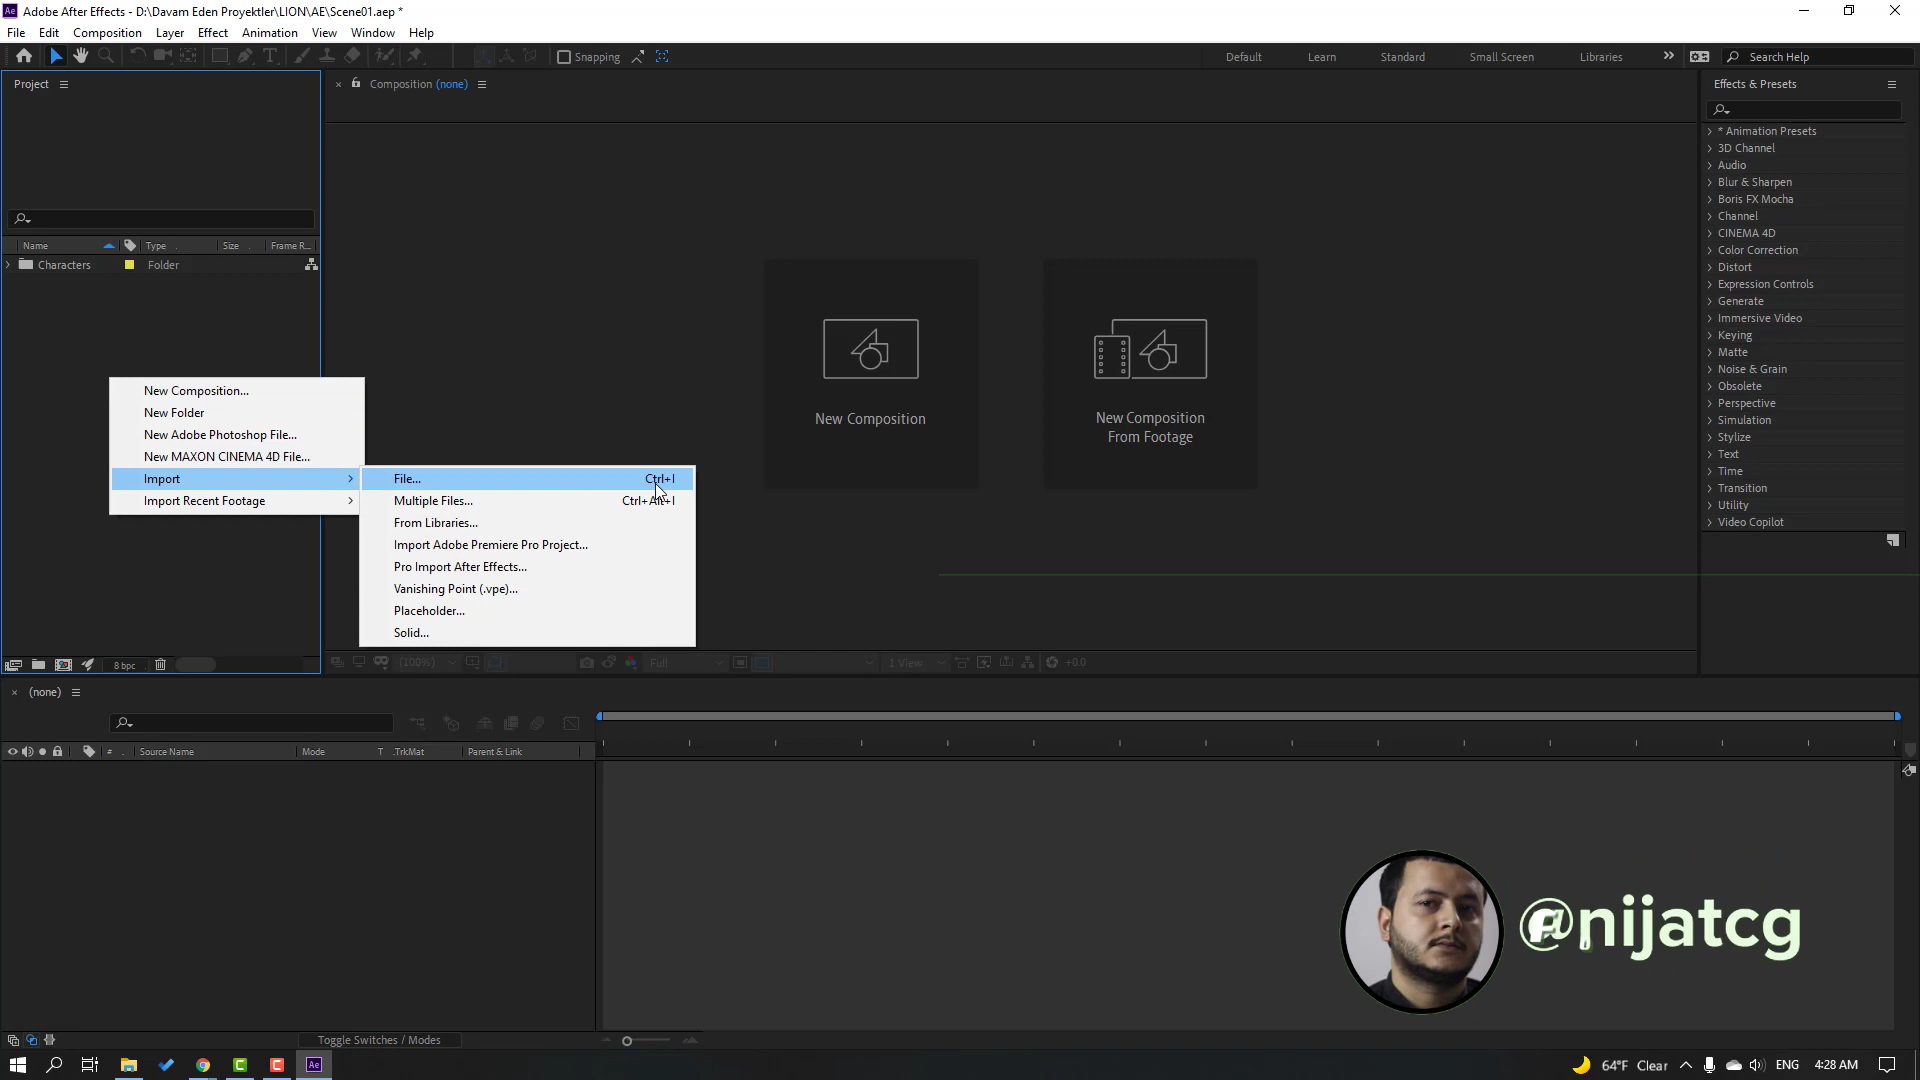 Adobe After Effects - D:\Davam Eden Proyektler\LION\AE\Scene01.aep *
File Edit Composition Layer Effect Animation View Window Help
Snapping Default Learn Standard Small Screen Libraries Search Help
Project
Composition (none)
Effects & Presets
Name Type Size Frame R...
Characters Folder
* Animation Presets
3D Channel
Audio
Blur & Sharpen
Boris FX Mocha
Channel
CINEMA 4D
Color Correction
Distort
Expression Controls
Generate
Immersive Video
Keying
Matte
Noise & Grain
Obsolete
Perspective
Simulation
Stylize
Text
Time
Transition
Utility
Video Copilot
New Composition
New Composition
From Footage
New Composition...
New Folder
New Adobe Photoshop File...
New MAXON CINEMA 4D File...
Import
Import Recent Footage
File... Ctrl+I
Multiple Files... Ctrl+Alt+I
From Libraries...
Import Adobe Premiere Pro Project...
Pro Import After Effects...
Vanishing Point (.vpe)...
Placeholder...
Solid...
8 bpc (100%) Full 1 View +0.0
(none)
# Source Name Mode T .TrkMat Parent & Link
@nijatcg
Toggle Switches / Modes
Ae 64°F Clear ENG 4:28 AM